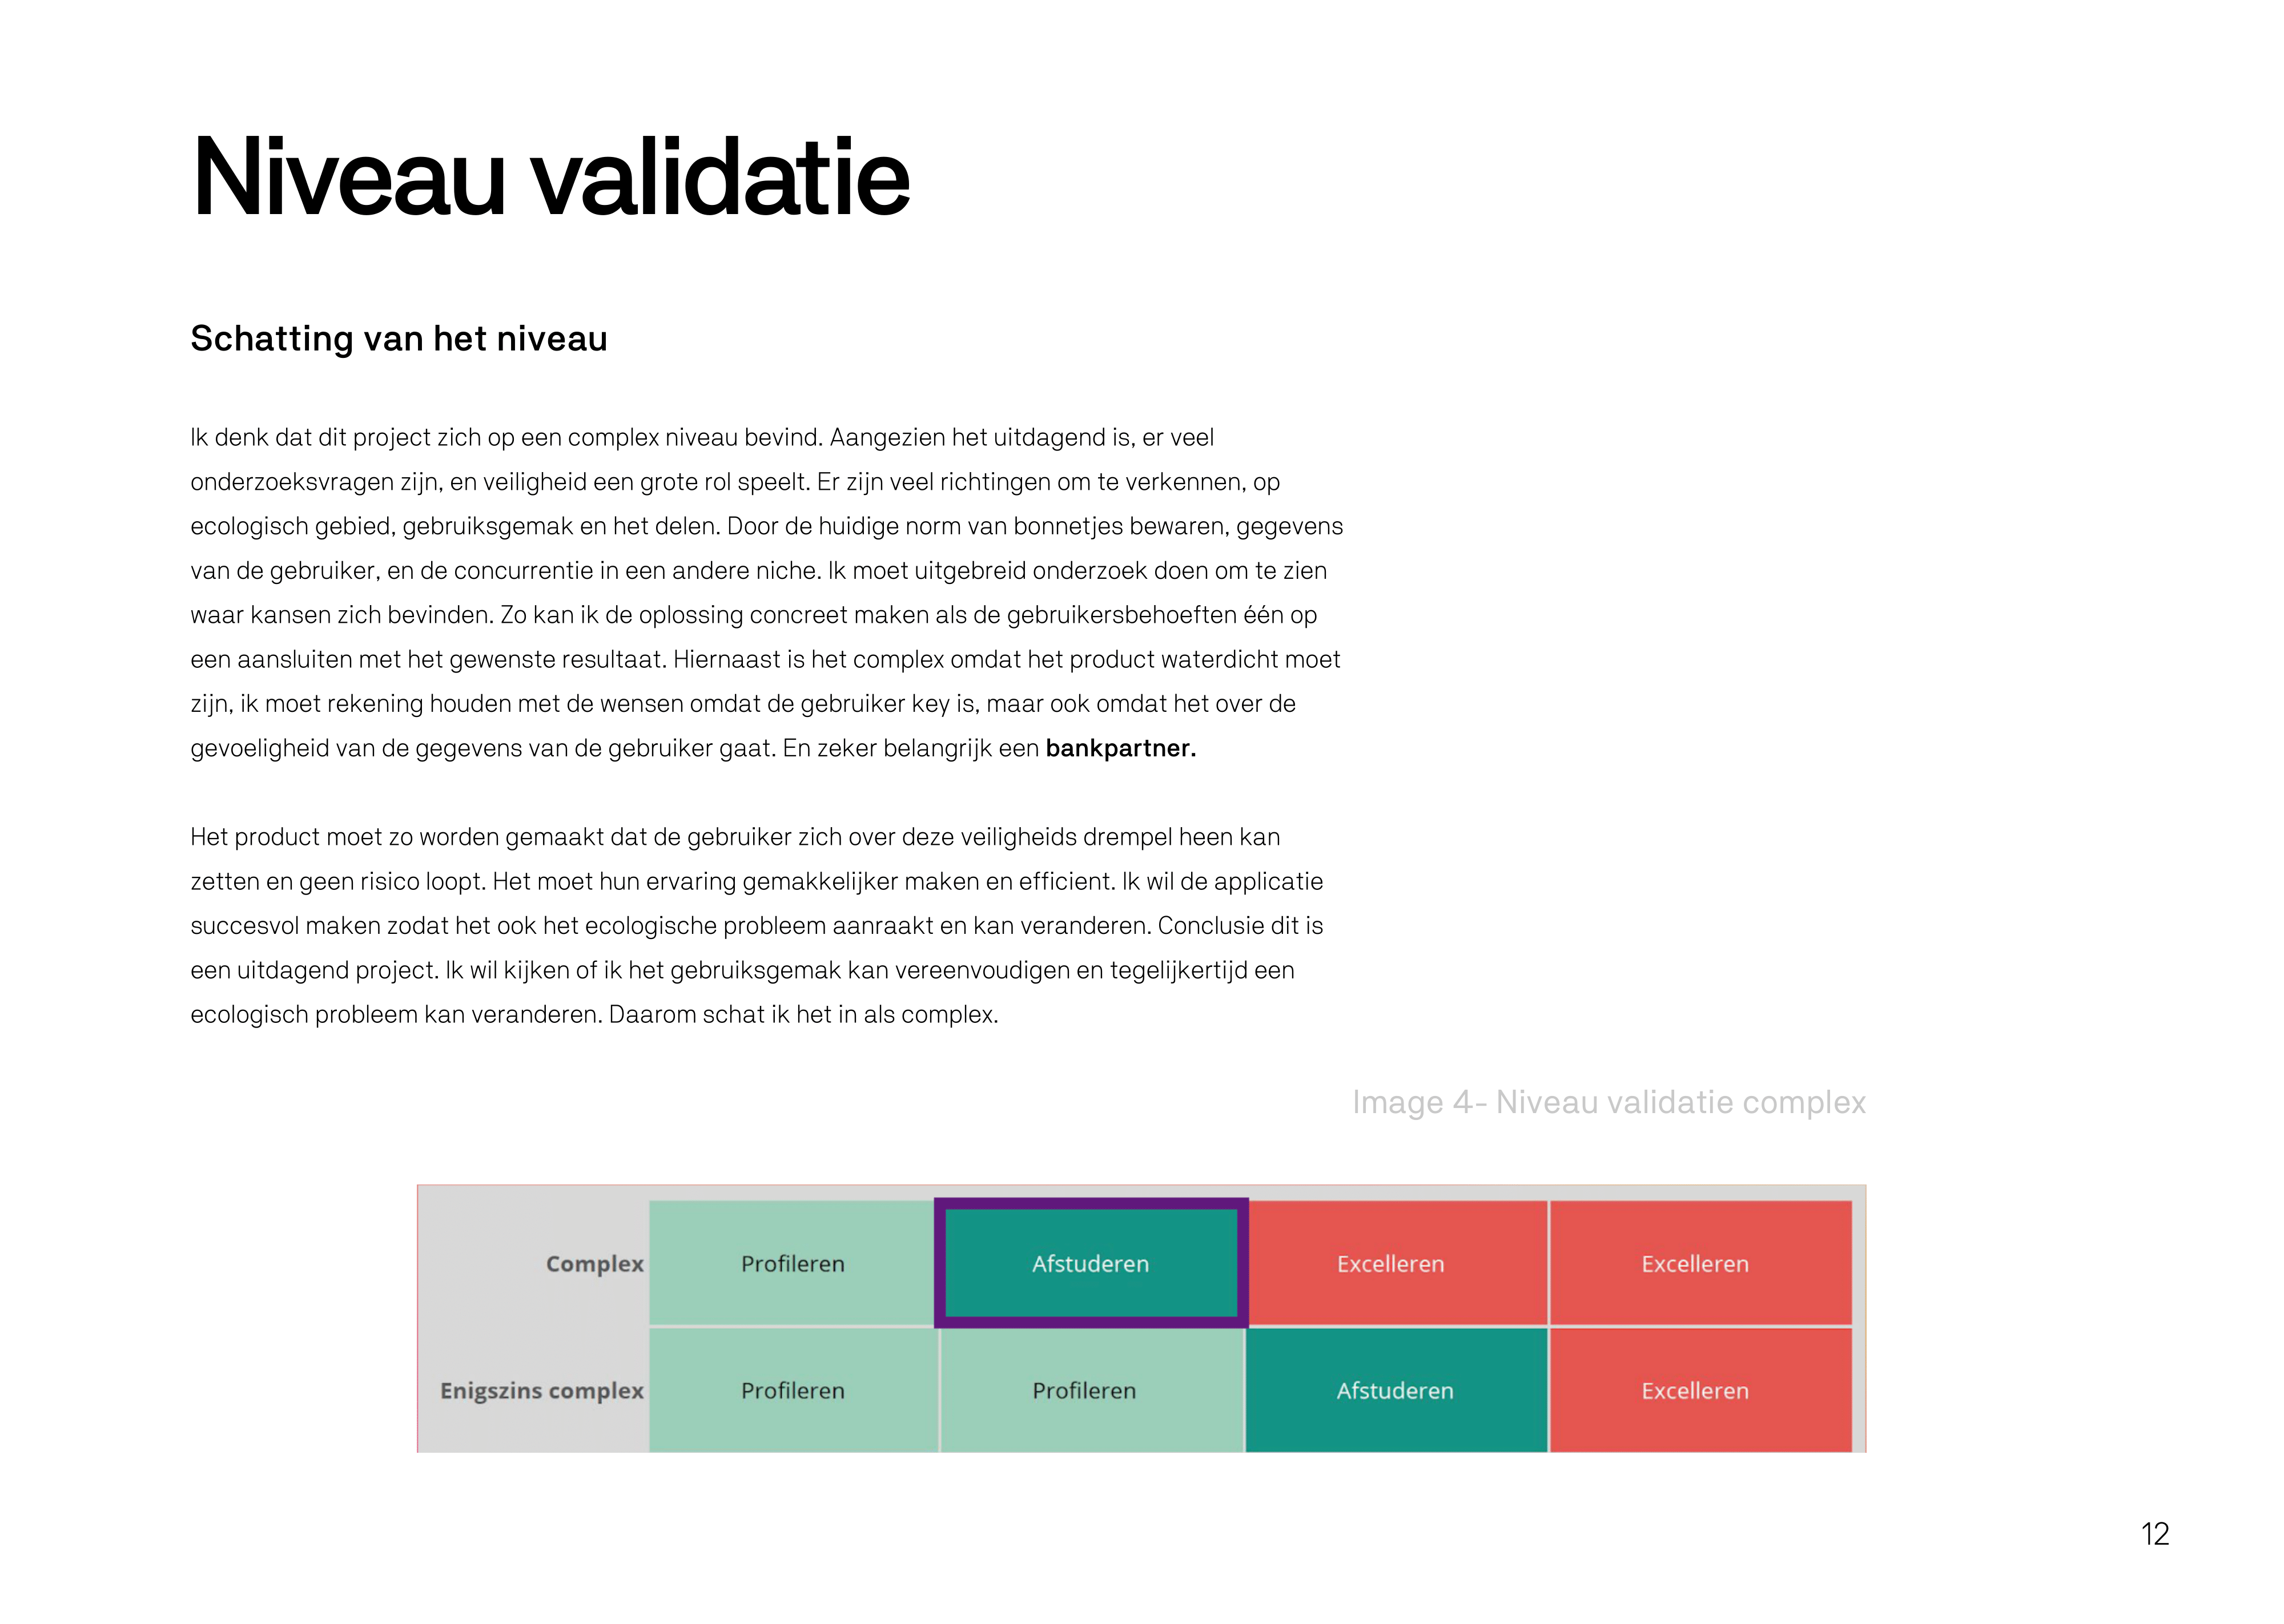 Niveau validatie
Schatting van het niveau
Ik denk dat dit project zich op een complex niveau bevind. Aangezien het uitdagend is, er veel
onderzoeksvragen zijn, en veiligheid een grote rol speelt. Er zijn veel richtingen om te verkennen, op
ecologisch gebied, gebruiksgemak en het delen. Door de huidige norm van bonnetjes bewaren, gegevens
van de gebruiker, en de concurrentie in een andere niche. Ik moet uitgebreid onderzoek doen om te zien
waar kansen zich bevinden. Zo kan ik de oplossing concreet maken als de gebruikersbehoeften één op
een aansluiten met het gewenste resultaat. Hiernaast is het complex omdat het product waterdicht moet
zijn, ik moet rekening houden met de wensen omdat de gebruiker key is, maar ook omdat het over de
gevoeligheid van de gegevens van de gebruiker gaat. En zeker belangrijk een bankpartner.
Het product moet zo worden gemaakt dat de gebruiker zich over deze veiligheids drempel heen kan
zetten en geen risico loopt. Het moet hun ervaring gemakkelijker maken en efficient. Ik wil de applicatie
succesvol maken zodat het ook het ecologische probleem aanraakt en kan veranderen. Conclusie dit is
een uitdagend project. Ik wil kijken of ik het gebruiksgemak kan vereenvoudigen en tegelijkertijd een
ecologisch probleem kan veranderen. Daarom schat ik het in als complex.
Image 4- Niveau validatie complex
Complex Profileren Afstuderen Excelleren Excelleren
Enigszins complex Profileren Profileren Afstuderen Excelleren
12